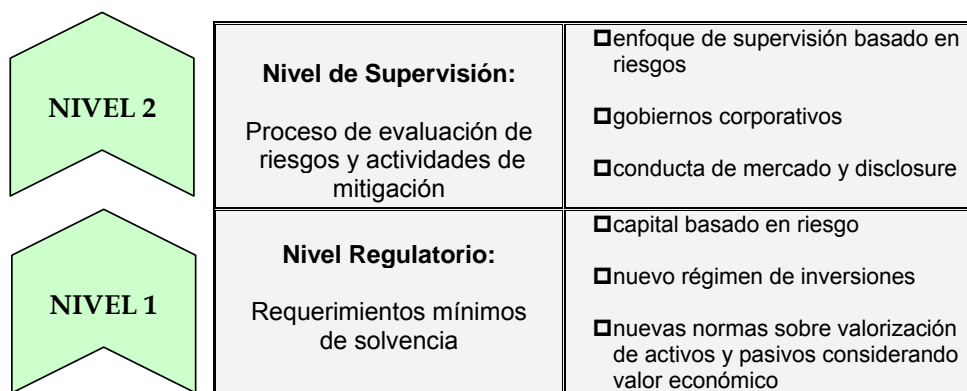 NIVEL 2
Nivel de Supervisión:
Proceso de evaluación de
riesgos y actividades de
mitigación
enfoque de supervisión basado en
riesgos
gobiernos corporativos
conducta de mercado y disclosure
NIVEL 1
Nivel Regulatorio:
Requerimientos mínimos
de solvencia
capital basado en riesgo
nuevo régimen de inversiones
nuevas normas sobre valorización
de activos y pasivos considerando
valor económico